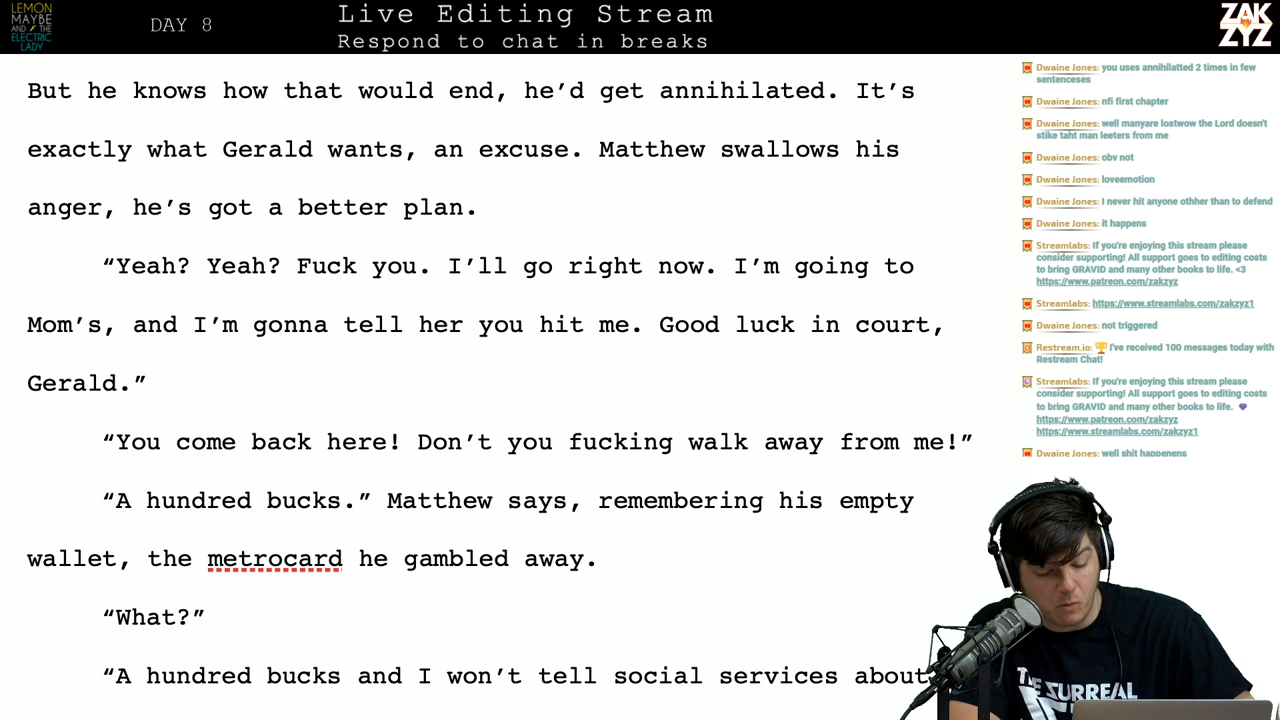 LEMON
MAYBE
AND THE
ELECTRIC
LADY
DAY 8
Live Editing Stream
Respond to chat in breaks
ZAK
ZYZ
But he knows how that would end, he’d get annihilated. It’s
exactly what Gerald wants, an excuse. Matthew swallows his
anger, he’s got a better plan.
“Yeah? Yeah? Fuck you. I’ll go right now. I’m going to
Mom’s, and I’m gonna tell her you hit me. Good luck in court,
Gerald.”
“You come back here! Don’t you fucking walk away from me!”
“A hundred bucks.” Matthew says, remembering his empty
wallet, the metrocard he gambled away.
“What?”
“A hundred bucks and I won’t tell social services about
Dwaine Jones: you uses annihilatted 2 times in few
sentenceses
Dwaine Jones: nfi first chapter
Dwaine Jones: well manyare lostwow the Lord doesn't
stike taht man leeters from me
Dwaine Jones: obv not
Dwaine Jones: loveemotion
Dwaine Jones: I never hit anyone othher than to defend
Dwaine Jones: it happens
Streamlabs: If you're enjoying this stream please
consider supporting! All support goes to editing costs
to bring GRAVID and many other books to life. <3
https://www.patreon.com/zakzyz
Streamlabs: https://www.streamlabs.com/zakzyz1
Dwaine Jones: not triggered
Restream.io: 🏆 I've received 100 messages today with
Restream Chat!
Streamlabs: If you're enjoying this stream please
consider supporting! All support goes to editing costs
to bring GRAVID and many other books to life. 💜
https://www.patreon.com/zakzyz
https://www.streamlabs.com/zakzyz1
Dwaine Jones: well shit happenens
THE SURREAL